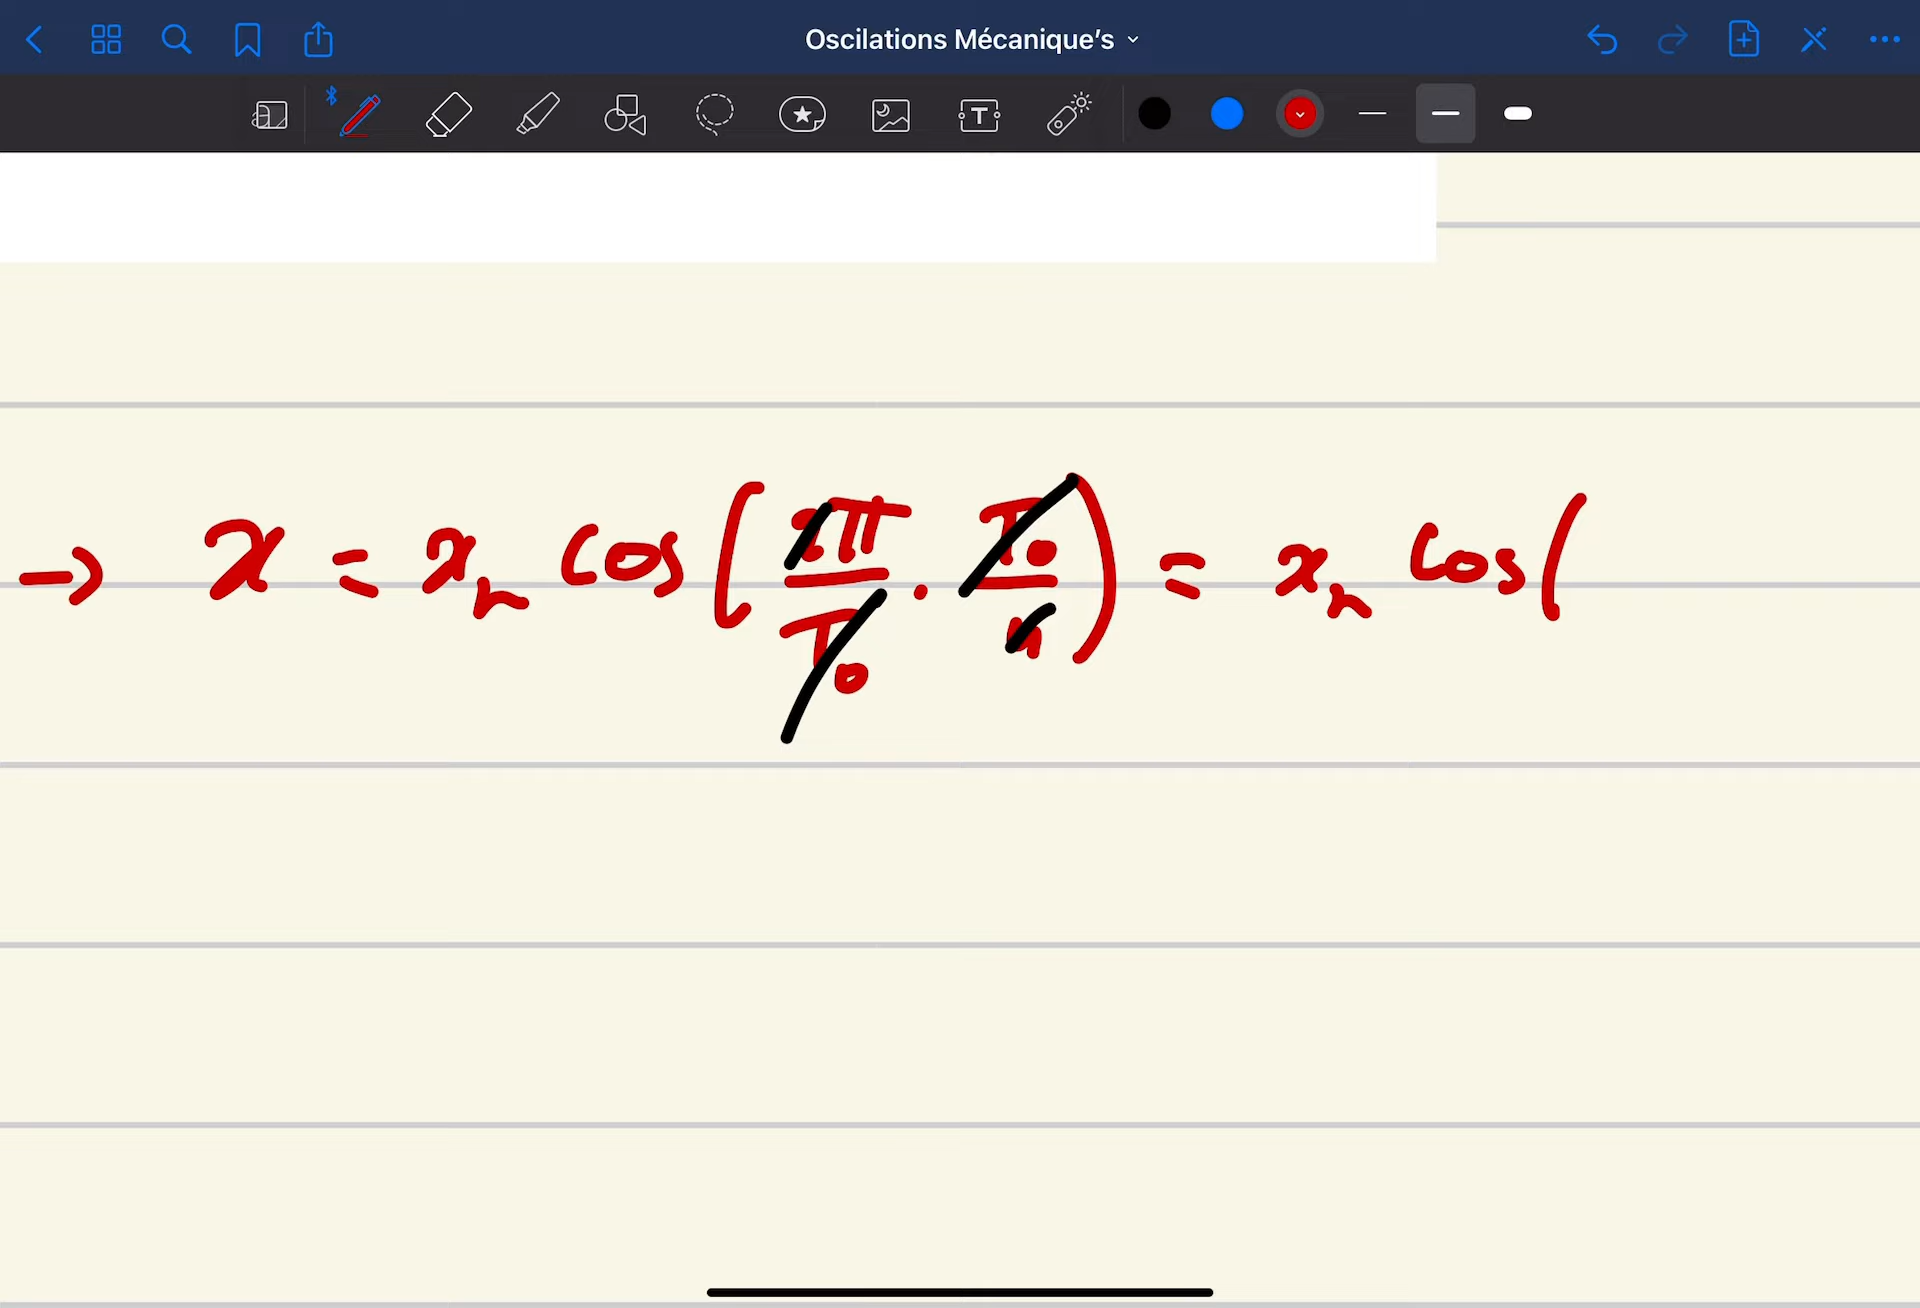 Oscilations Mécanique's
→ x = xₘ cos(2π/T₀ · T₀/4) = xₘ cos(